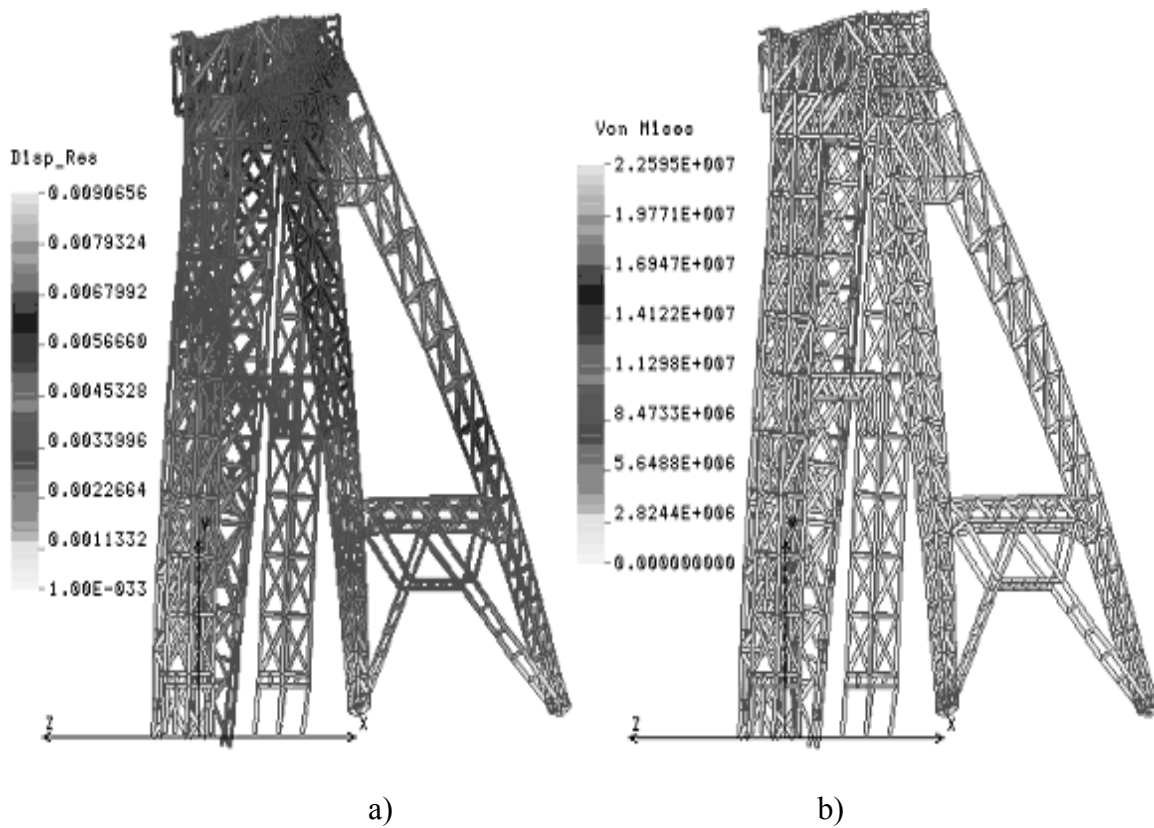 Disp_Res
0.0090656
0.0079324
0.0067992
0.0056660
0.0045328
0.0033996
0.0022664
0.0011332
1.00E-033
Y
Z
X
a)
Von Mises
2.2595E+007
1.9771E+007
1.6947E+007
1.4122E+007
1.1298E+007
8.4733E+006
5.6488E+006
2.8244E+006
0.000000000
Y
Z
X
b)